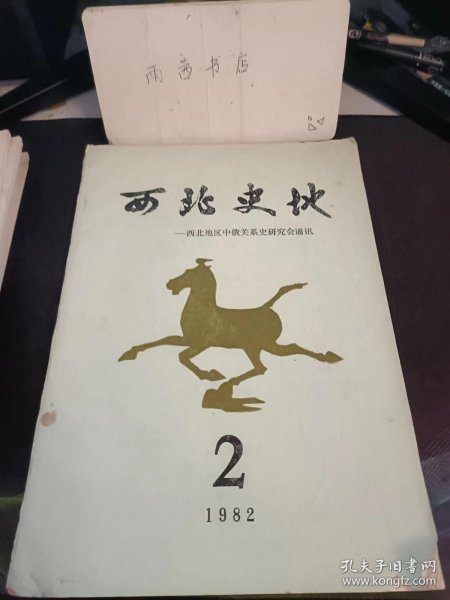 雨茜书店
西北史地
——西北地区中俄关系史研究会通讯
2
1982
孔夫子旧书网
www.kongfz.com